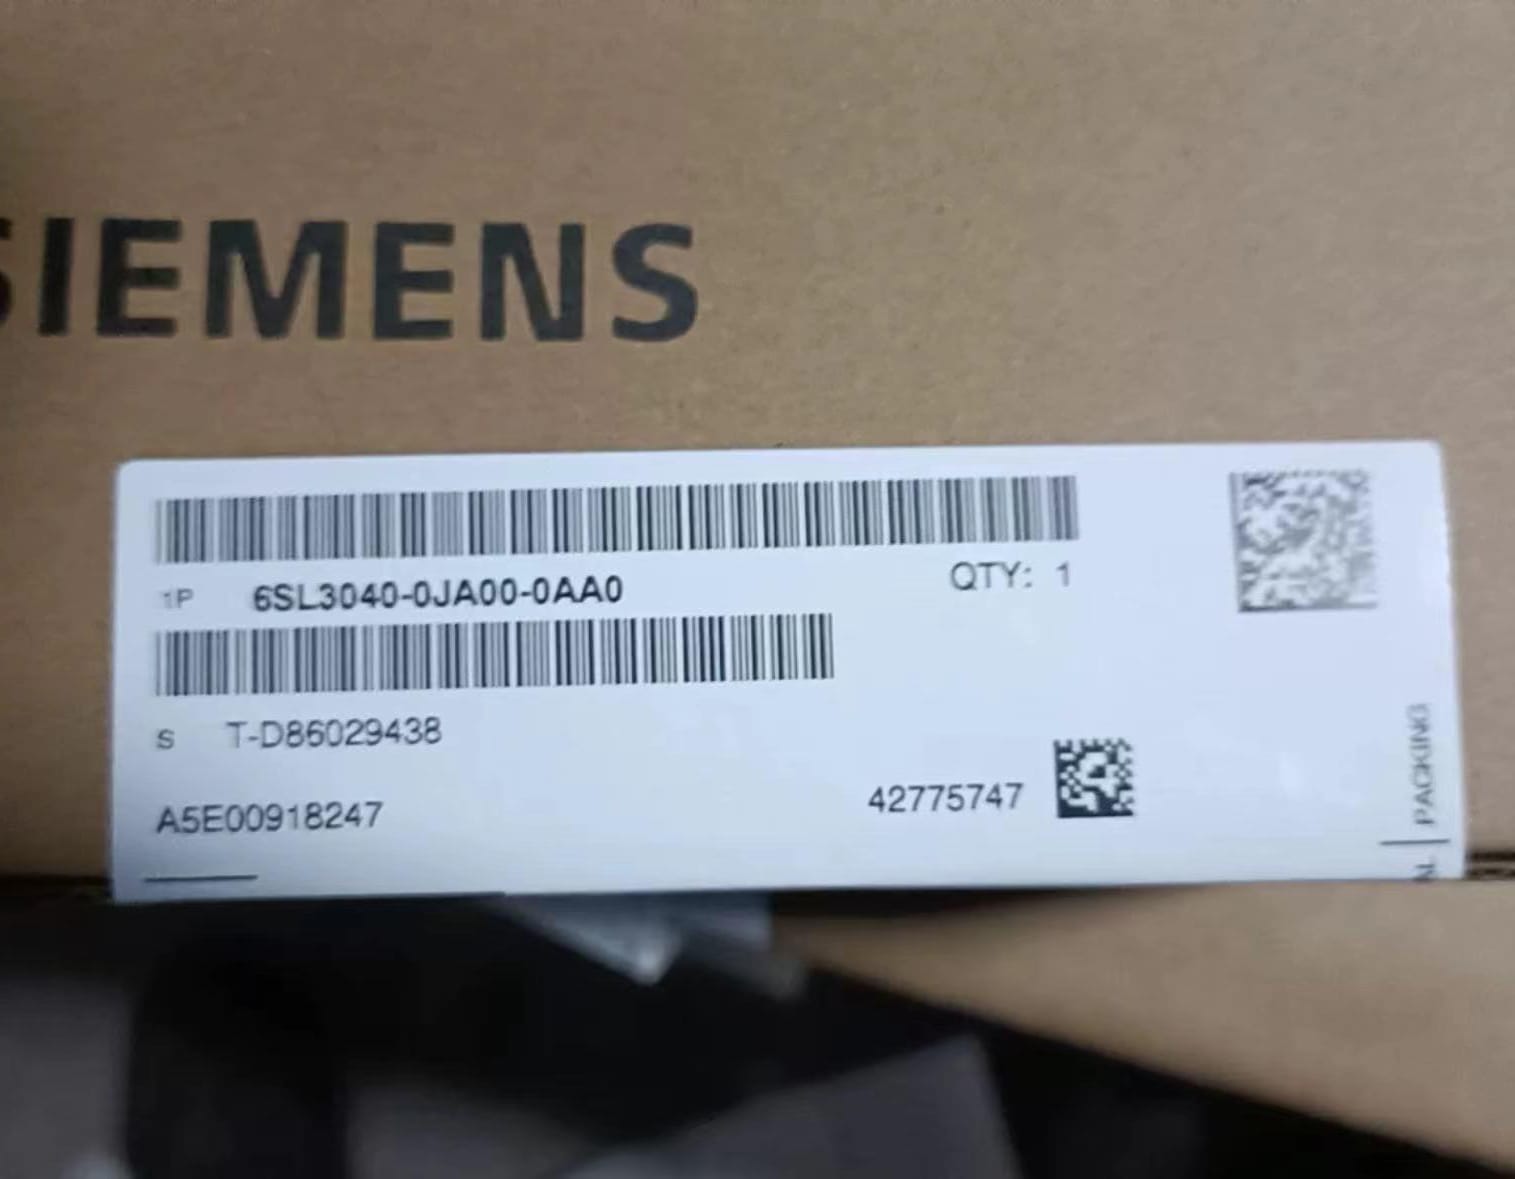 SIEMENS
1P 6SL3040-0JA00-0AA0 QTY: 1
S T-D86029438
A5E00918247 42775747
PACKING